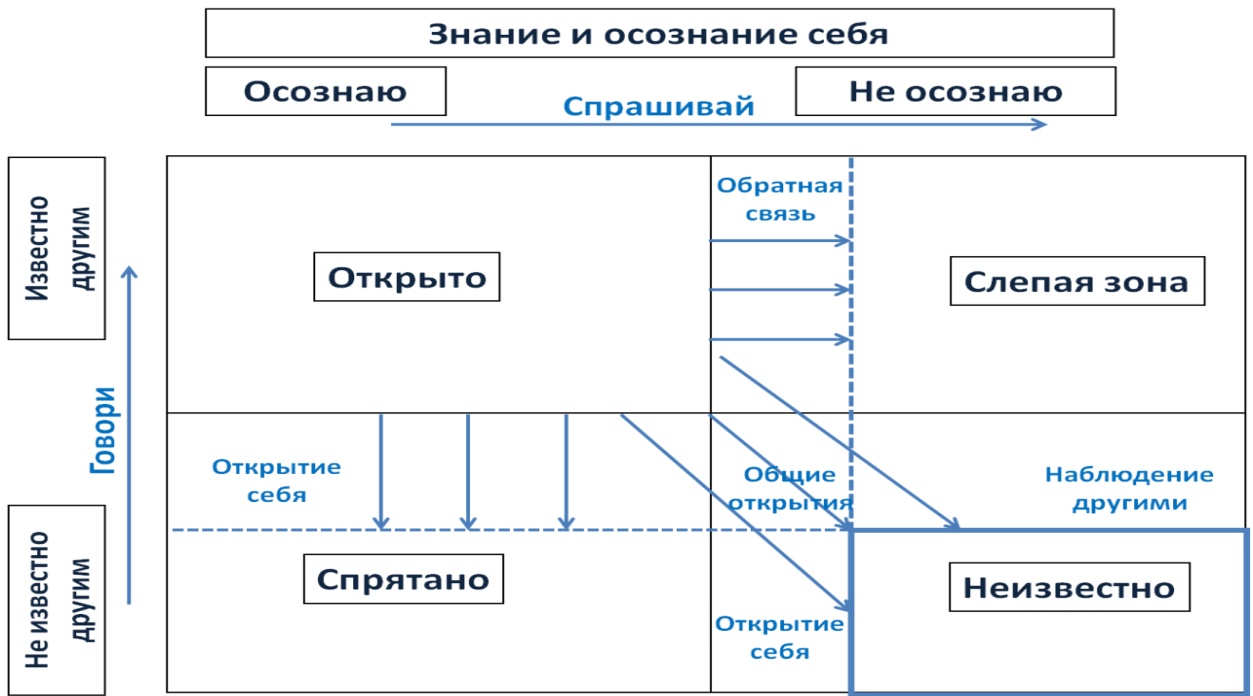 Знание и осознание себя
Осознаю
Не осознаю
Спрашивай
Известно
другим
Говори
Не известно
другим
Обратная
связь
Открыто
Слепая зона
Открытие
себя
Общие
открытия
Наблюдение
другими
Спрятано
Неизвестно
Открытие
себя